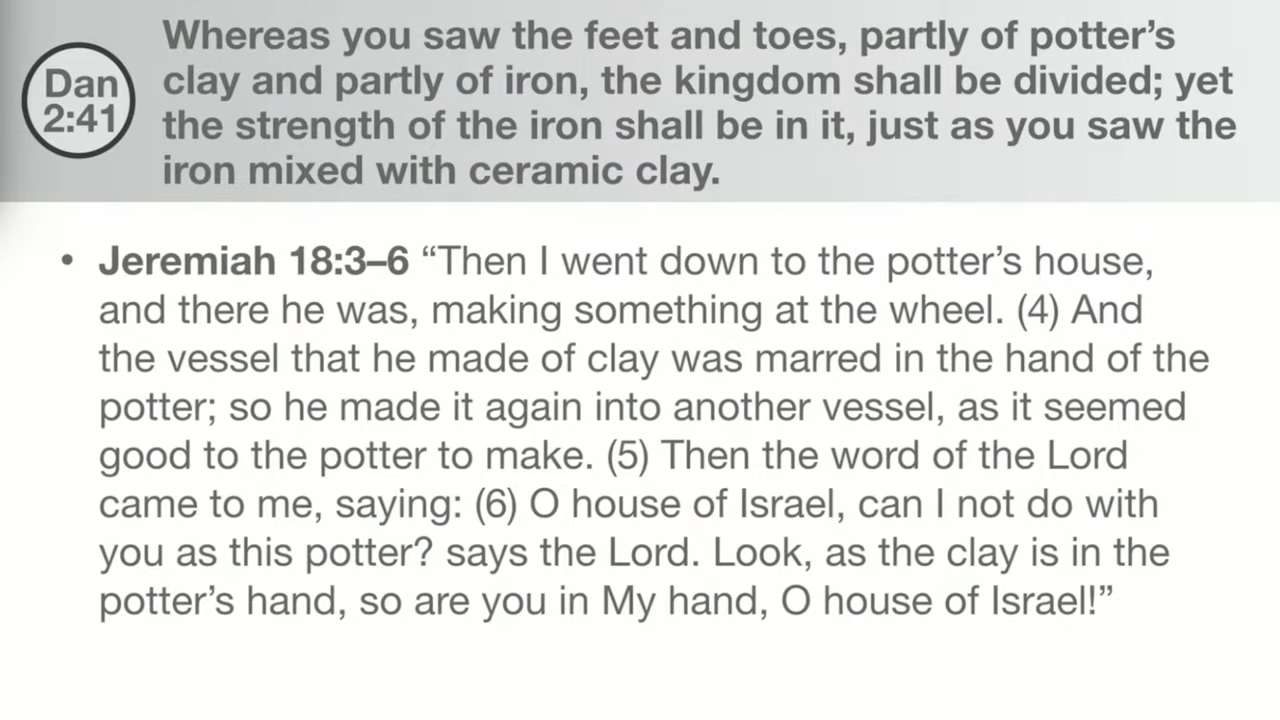 Dan
2:41
Whereas you saw the feet and toes, partly of potter’s
clay and partly of iron, the kingdom shall be divided; yet
the strength of the iron shall be in it, just as you saw the
iron mixed with ceramic clay.
• Jeremiah 18:3–6 “Then I went down to the potter’s house,
and there he was, making something at the wheel. (4) And
the vessel that he made of clay was marred in the hand of the
potter; so he made it again into another vessel, as it seemed
good to the potter to make. (5) Then the word of the Lord
came to me, saying: (6) O house of Israel, can I not do with
you as this potter? says the Lord. Look, as the clay is in the
potter’s hand, so are you in My hand, O house of Israel!”